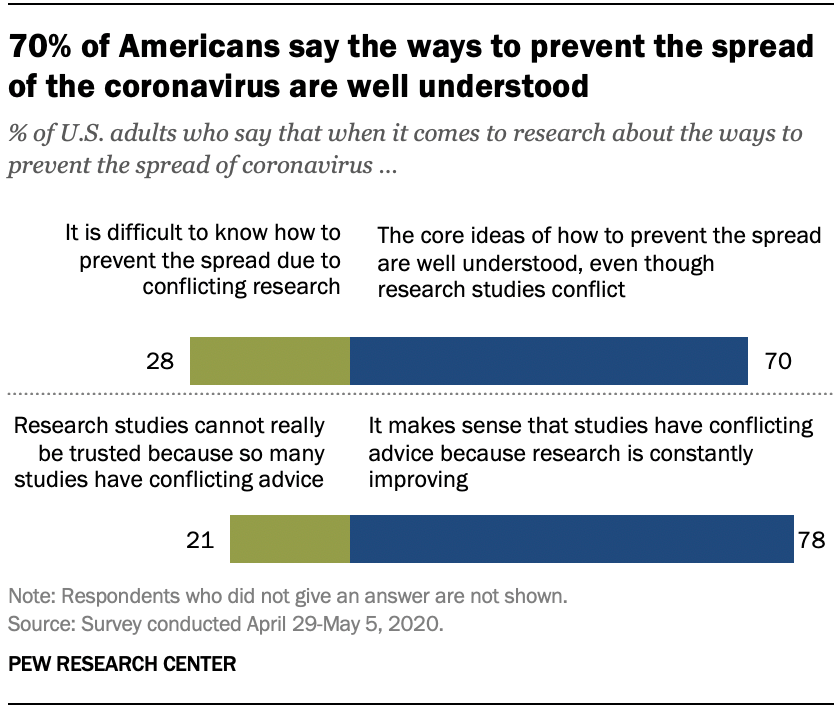 70% of Americans say the ways to prevent the spread
of the coronavirus are well understood
% of U.S. adults who say that when it comes to research about the ways to
prevent the spread of coronavirus ...
It is difficult to know how to
prevent the spread due to
conflicting research
The core ideas of how to prevent the spread
are well understood, even though
research studies conflict
28
70
Research studies cannot really
be trusted because so many
studies have conflicting advice
It makes sense that studies have conflicting
advice because research is constantly
improving
21
78
Note: Respondents who did not give an answer are not shown.
Source: Survey conducted April 29-May 5, 2020.
PEW RESEARCH CENTER